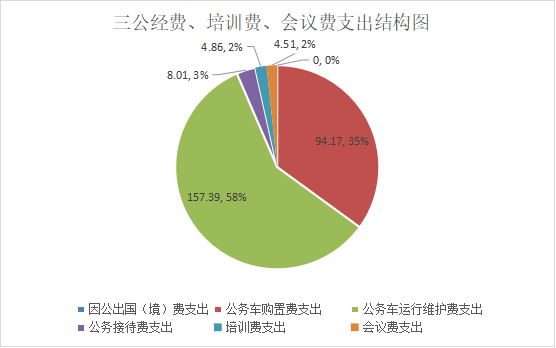 三公经费、培训费、会议费支出结构图
4.86, 2%
4.51, 2%
8.01, 3%
0, 0%
94.17, 35%
157.39, 58%
因公出国（境）费支出
公务车购置费支出
公务车运行维护费支出
公务接待费支出
培训费支出
会议费支出